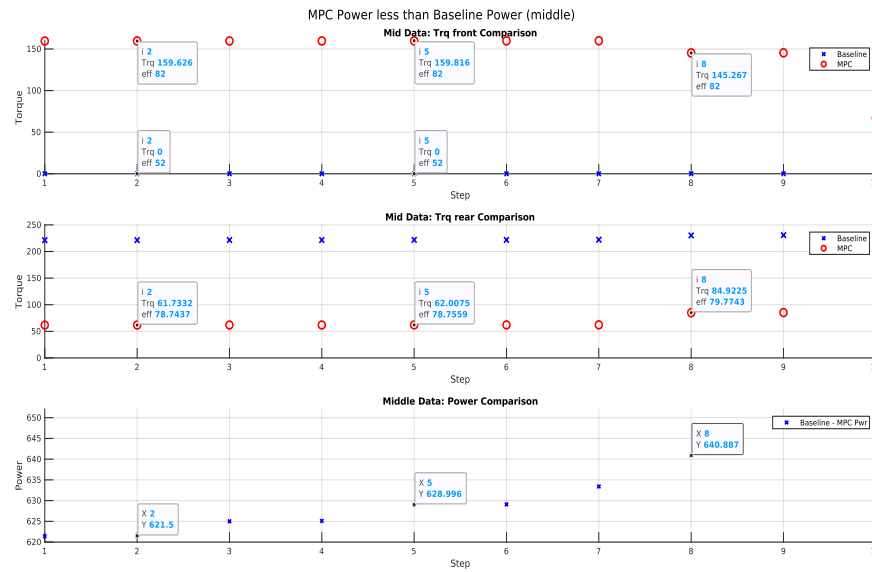 MPC Power less than Baseline Power (middle)
Mid Data: Trq front Comparison
Torque
150
100
50
0
i 2
Trq 159.626
eff 82
i 5
Trq 159.816
eff 82
i 8
Trq 145.267
eff 82
i 2
Trq 0
eff 52
i 5
Trq 0
eff 52
Baseline
MPC
1 2 3 4 5 6 7 8 9 1
Step
Mid Data: Trq rear Comparison
Torque
250
200
150
100
50
0
i 2
Trq 61.7332
eff 78.7437
i 5
Trq 62.0075
eff 78.7559
i 8
Trq 84.9225
eff 79.7743
Baseline
MPC
1 2 3 4 5 6 7 8 9 1
Step
Middle Data: Power Comparison
Power
650
645
640
635
630
625
620
X 2
Y 621.5
X 5
Y 628.996
X 8
Y 640.887
Baseline - MPC Pwr
1 2 3 4 5 6 7 8 9 1
Step